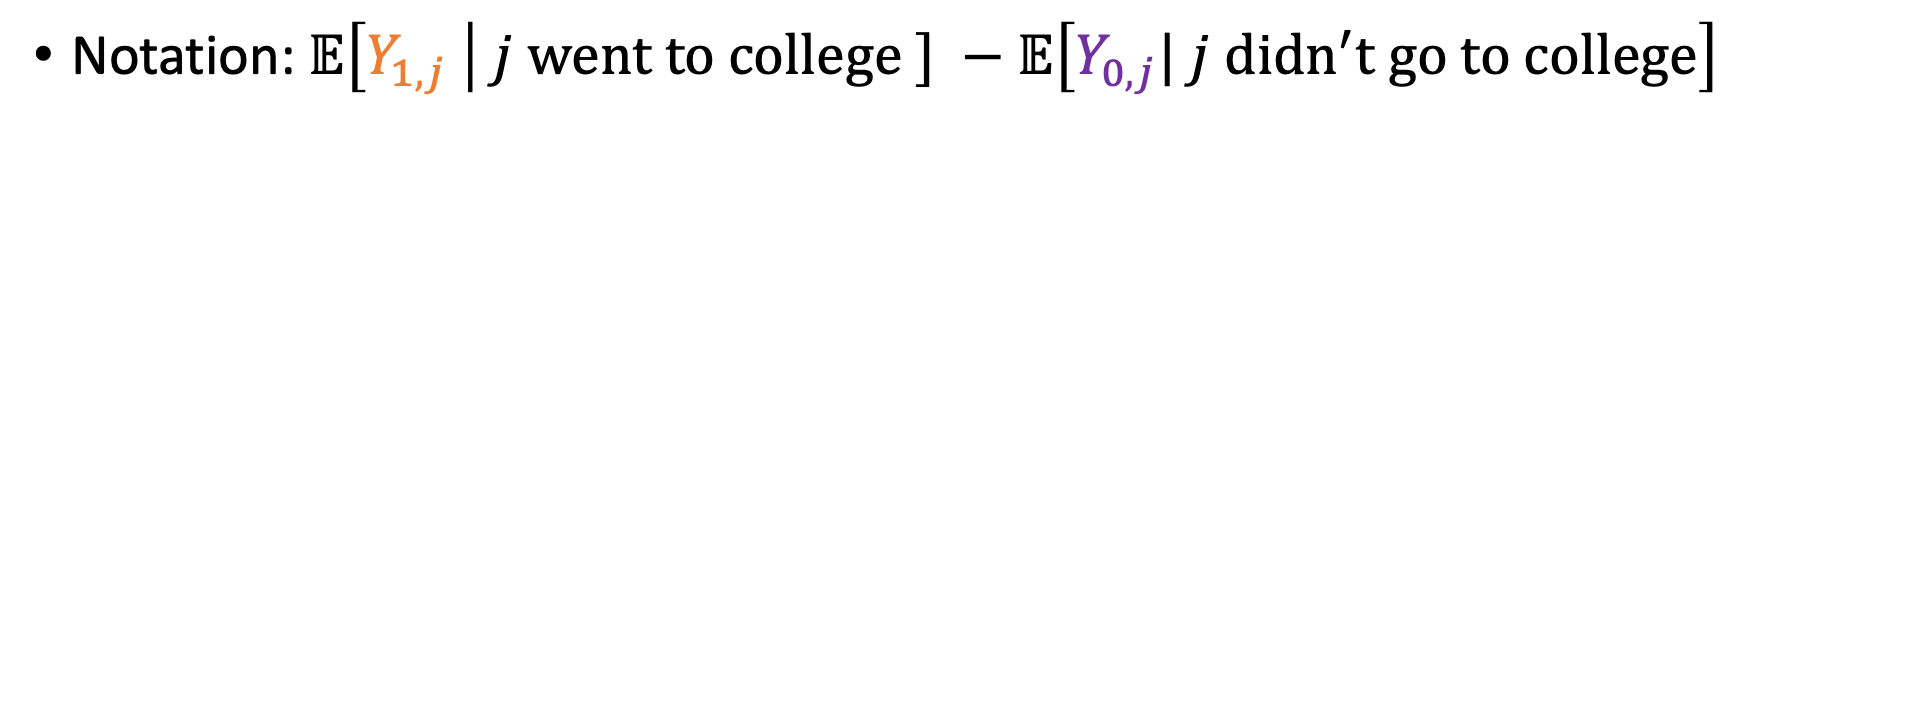 • Notation: 𝔼[Y₁,ⱼ | j went to college ] − 𝔼[Y₀,ⱼ| j didn′t go to college]